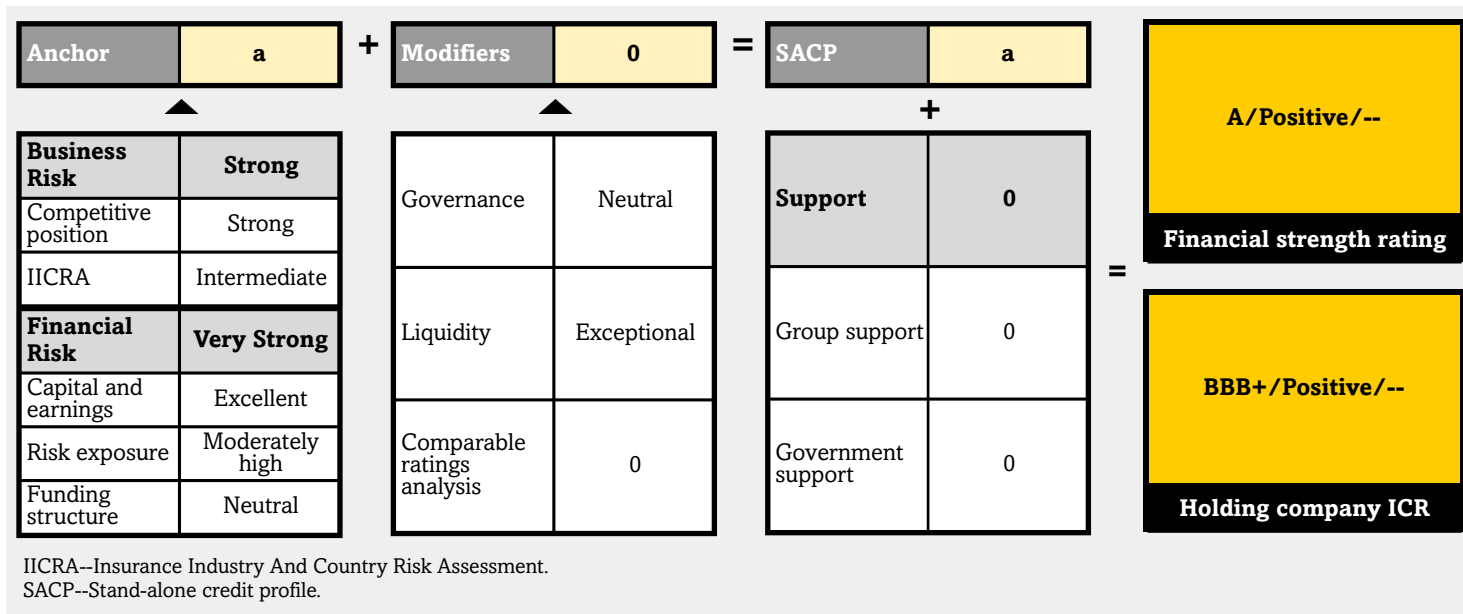 Anchor a + Modifiers 0 = SACP a
+
Business
Risk
Strong
Competitive
position
Strong
IICRA Intermediate
Financial
Risk
Very Strong
Capital and
earnings
Excellent
Risk exposure
Moderately
high
Funding
structure
Neutral
Governance Neutral
Liquidity Exceptional
Comparable
ratings
analysis
0
Support 0
Group support 0
Government
support
0
=
A/Positive/--
Financial strength rating
BBB+/Positive/--
Holding company ICR
IICRA--Insurance Industry And Country Risk Assessment.
SACP--Stand-alone credit profile.